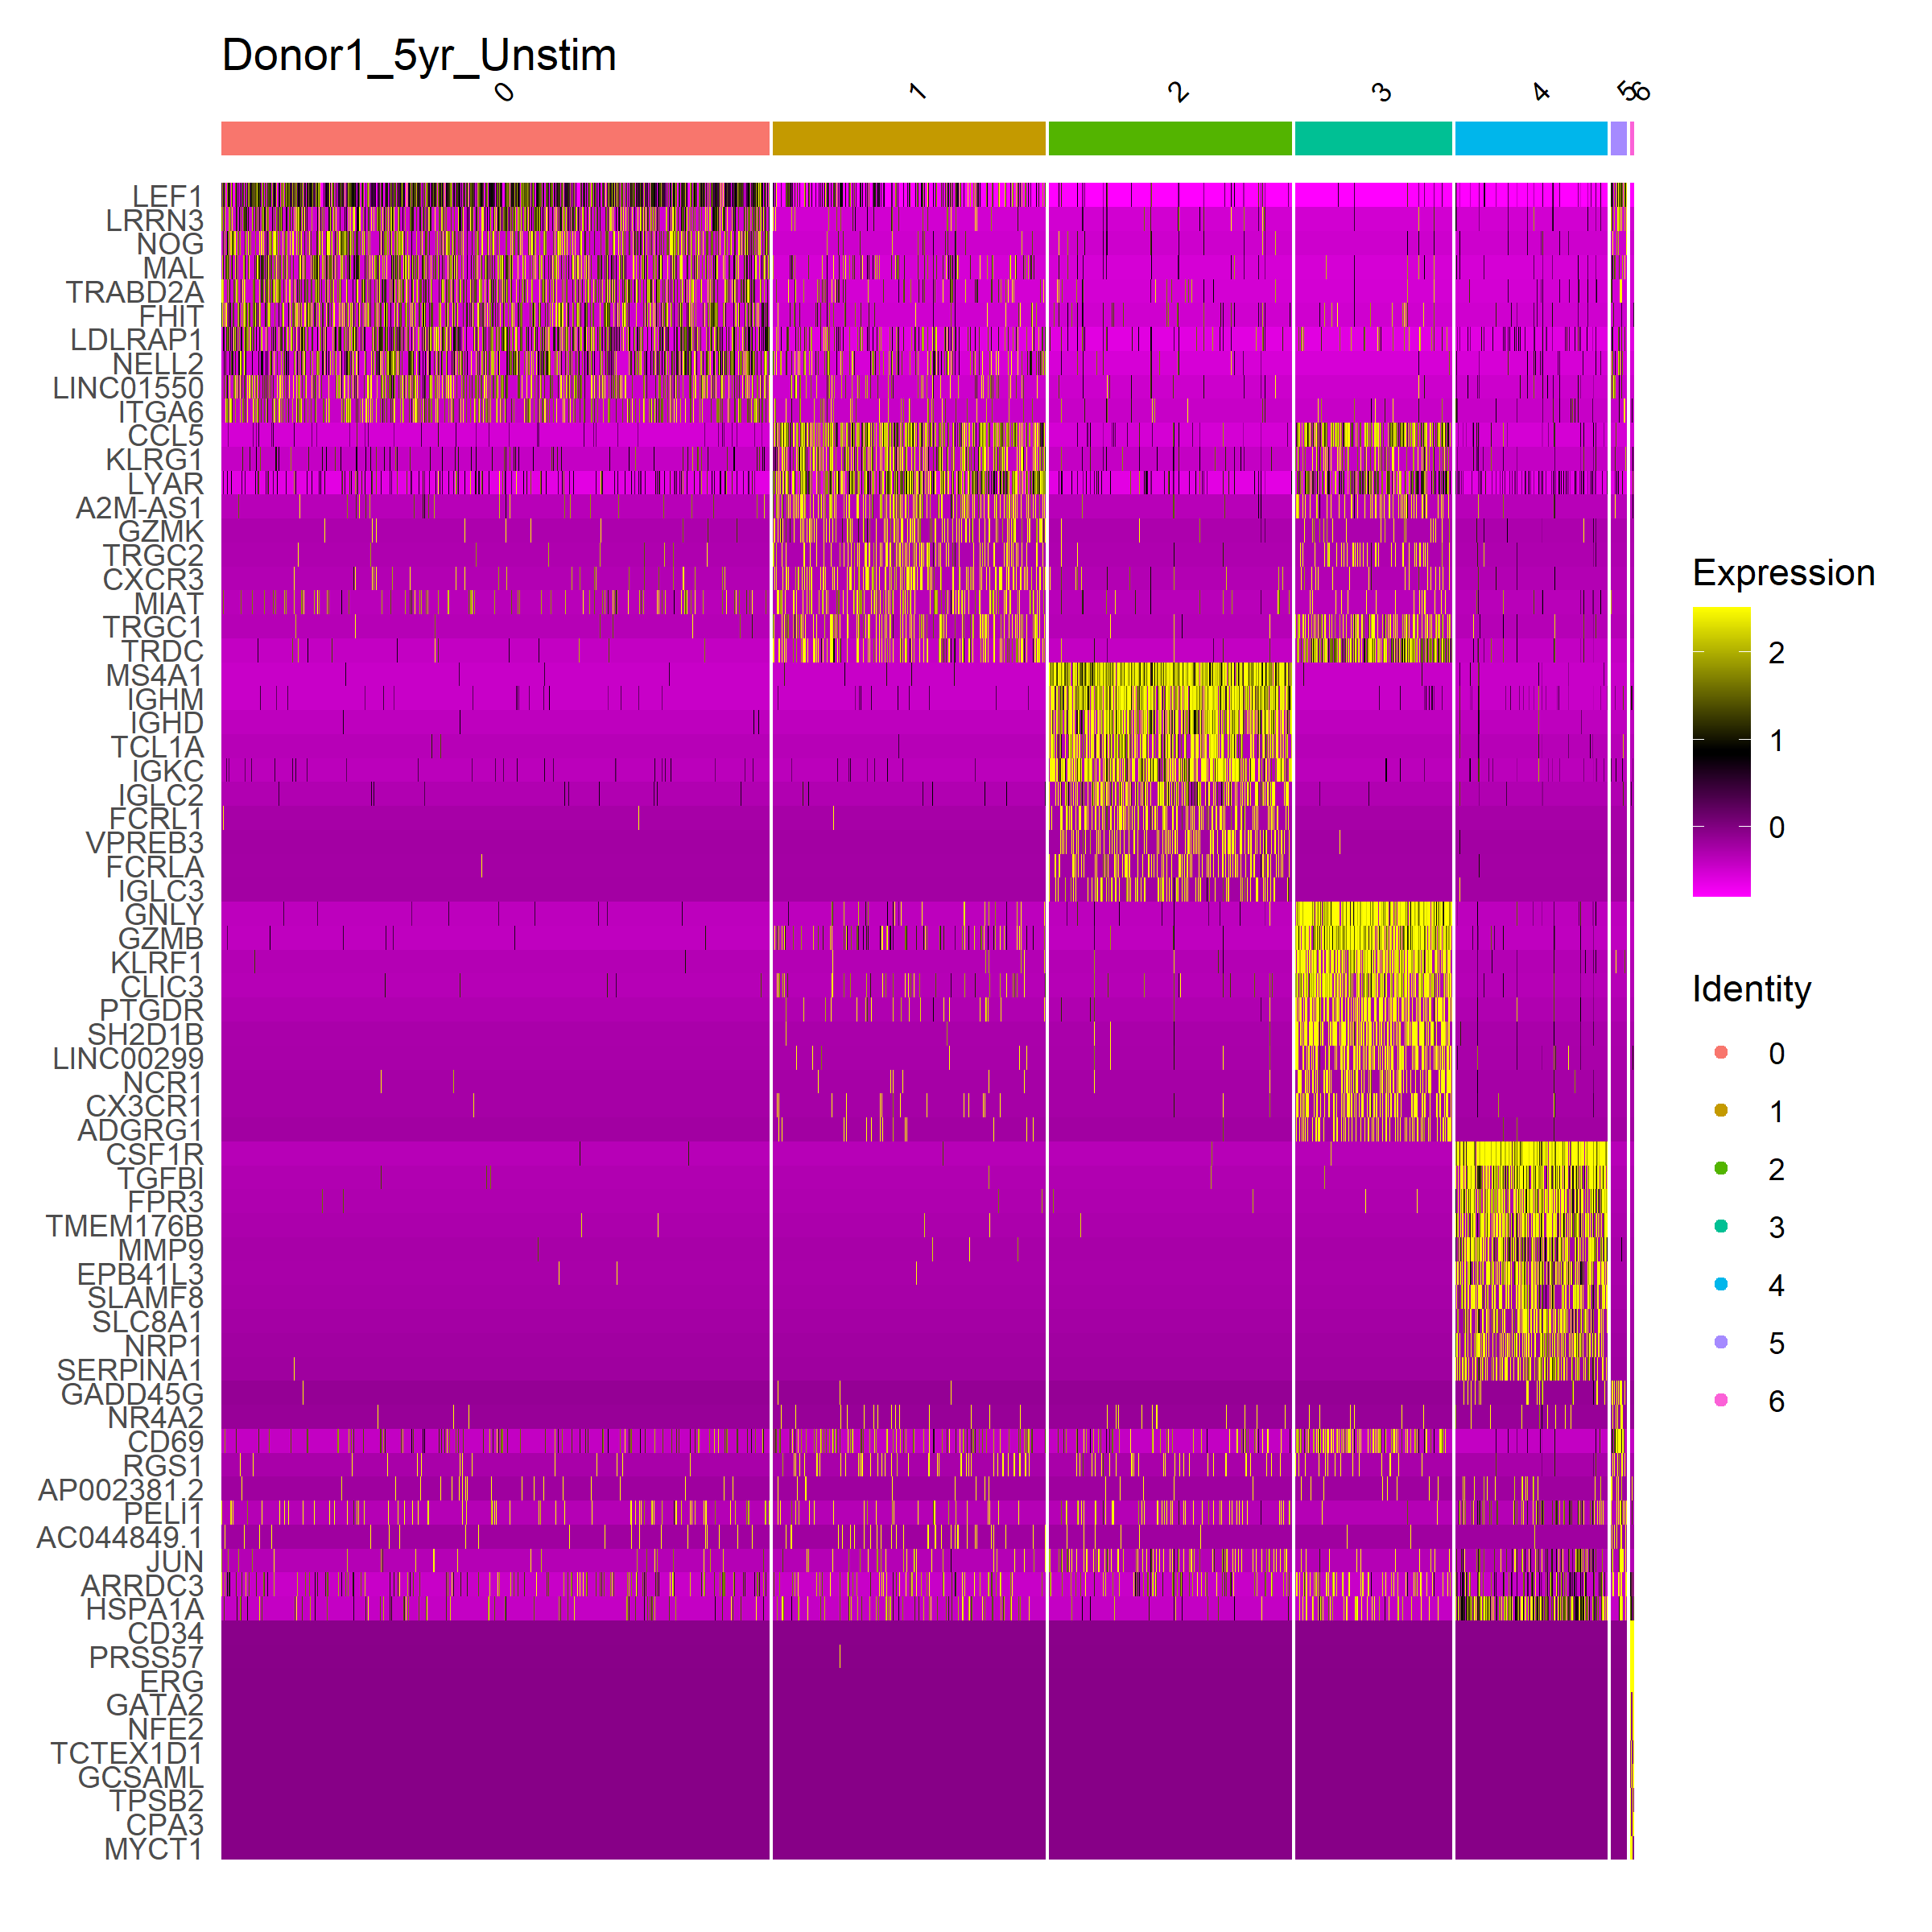 Donor1_5yr_Unstim
0 1 2 3 4 5 6
LEF1
LRRN3
NOG
MAL
TRABD2A
FHIT
LDLRAP1
NELL2
LINC01550
ITGA6
CCL5
KLRG1
LYAR
A2M-AS1
GZMK
TRGC2
CXCR3
MIAT
TRGC1
TRDC
MS4A1
IGHM
IGHD
TCL1A
IGKC
IGLC2
FCRL1
VPREB3
FCRLA
IGLC3
GNLY
GZMB
KLRF1
CLIC3
PTGDR
SH2D1B
LINC00299
NCR1
CX3CR1
ADGRG1
CSF1R
TGFBI
FPR3
TMEM176B
MMP9
EPB41L3
SLAMF8
SLC8A1
NRP1
SERPINA1
GADD45G
NR4A2
CD69
RGS1
AP002381.2
PELI1
AC044849.1
JUN
ARRDC3
HSPA1A
CD34
PRSS57
ERG
GATA2
NFE2
TCTEX1D1
GCSAML
TPSB2
CPA3
MYCT1
Expression
2
1
0
Identity
0
1
2
3
4
5
6